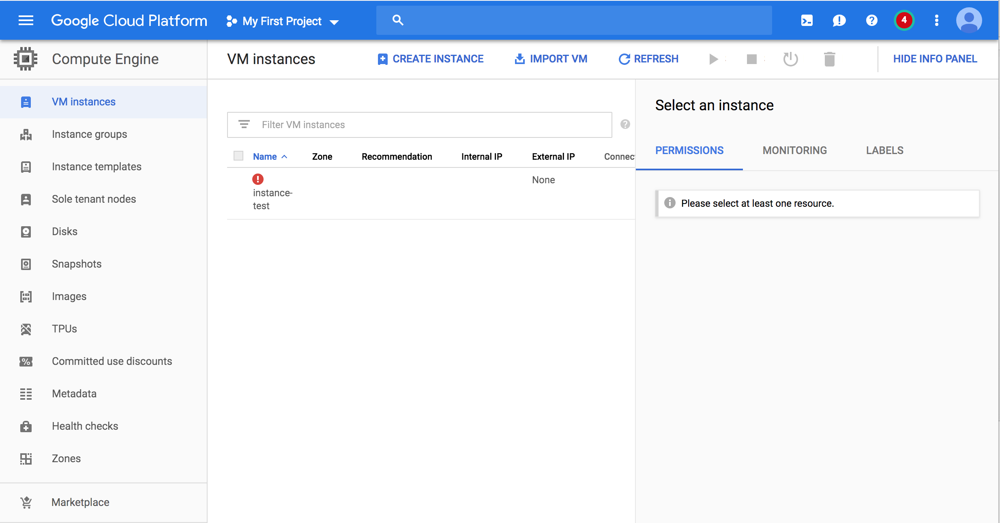 Google Cloud Platform
My First Project
4
Compute Engine
VM instances
CREATE INSTANCE
IMPORT VM
REFRESH
HIDE INFO PANEL
VM instances
Instance groups
Instance templates
Sole tenant nodes
Disks
Snapshots
Images
TPUs
Committed use discounts
Metadata
Health checks
Zones
Marketplace
Filter VM instances
Name Zone Recommendation Internal IP External IP Connec
instance-
test
None
Select an instance
PERMISSIONS MONITORING LABELS
Please select at least one resource.